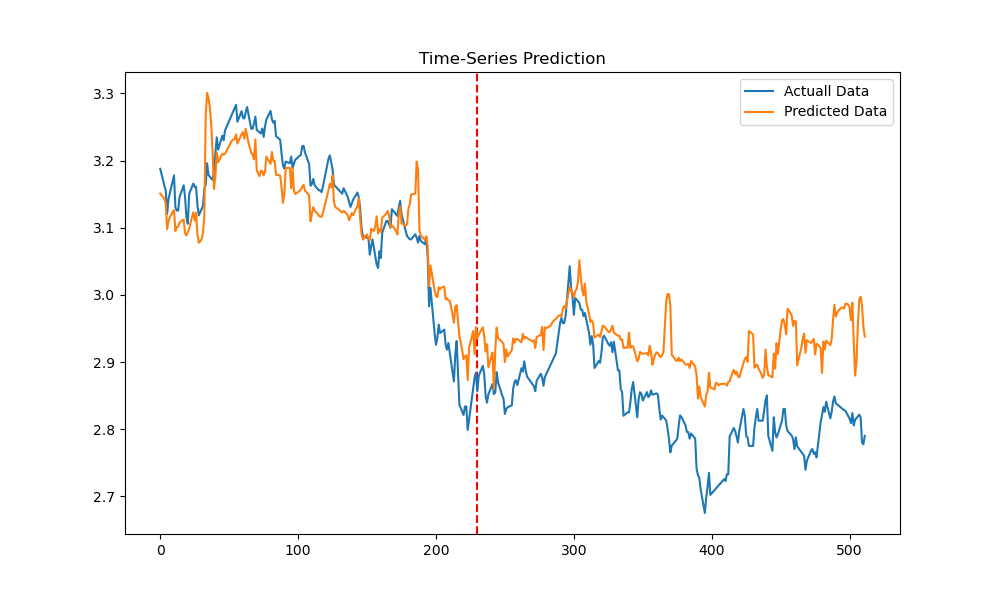 Time-Series Prediction
Actuall Data
Predicted Data
3.3
3.2
3.1
3.0
2.9
2.8
2.7
0 100 200 300 400 500